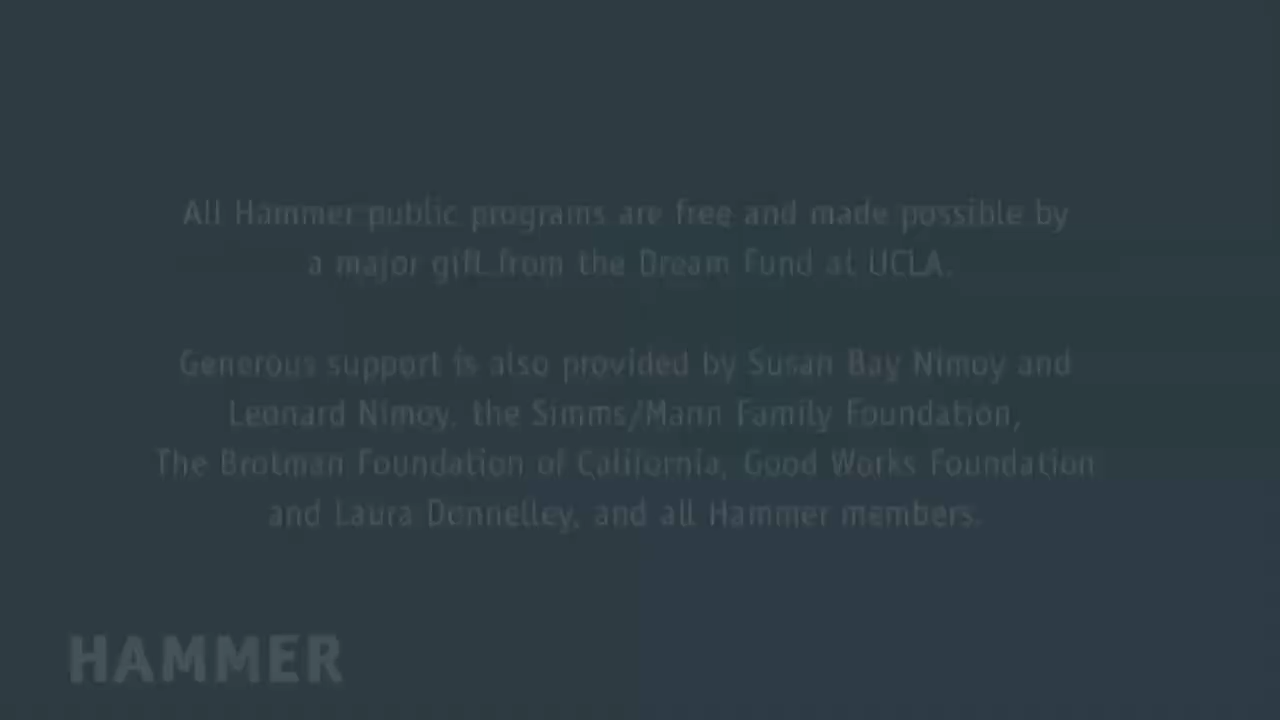 All Hammer public programs are free and made possible by
a major gift from the Dream Fund at UCLA.
Generous support is also provided by Susan Bay Nimoy and
Leonard Nimoy, the Simms/Mann Family Foundation,
The Brotman Foundation of California, Good Works Foundation
and Laura Donnelley, and all Hammer members.
HAMMER